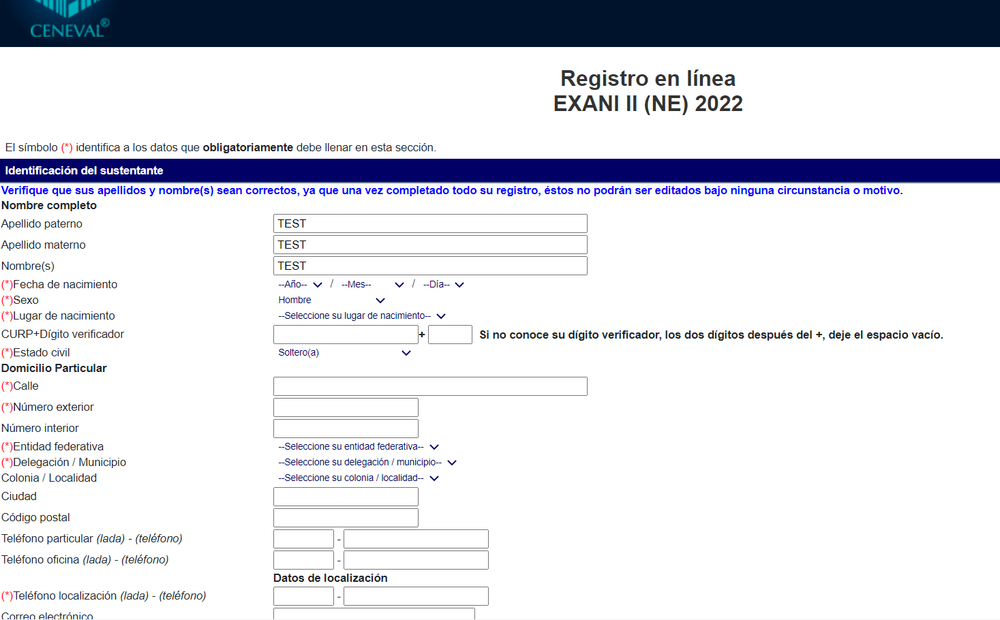 CENEVAL®
Registro en línea
EXANI II (NE) 2022
El símbolo (*) identifica a los datos que obligatoriamente debe llenar en esta sección.
Identificación del sustentante
Verifique que sus apellidos y nombre(s) sean correctos, ya que una vez completado todo su registro, éstos no podrán ser editados bajo ninguna circunstancia o motivo.
Nombre completo
Apellido paterno TEST
Apellido materno TEST
Nombre(s) TEST
(*)Fecha de nacimiento --Año-- / --Mes-- / --Día--
(*)Sexo Hombre
(*)Lugar de nacimiento --Seleccione su lugar de nacimiento--
CURP+Dígito verificador + Si no conoce su dígito verificador, los dos dígitos después del +, deje el espacio vacío.
(*)Estado civil Soltero(a)
Domicilio Particular
(*)Calle
(*)Número exterior
Número interior
(*)Entidad federativa --Seleccione su entidad federativa--
(*)Delegación / Municipio --Seleccione su delegación / municipio--
Colonia / Localidad --Seleccione su colonia / localidad--
Ciudad
Código postal
Teléfono particular (lada) - (teléfono) -
Teléfono oficina (lada) - (teléfono) -
Datos de localización
(*)Teléfono localización (lada) - (teléfono) -
Correo electrónico